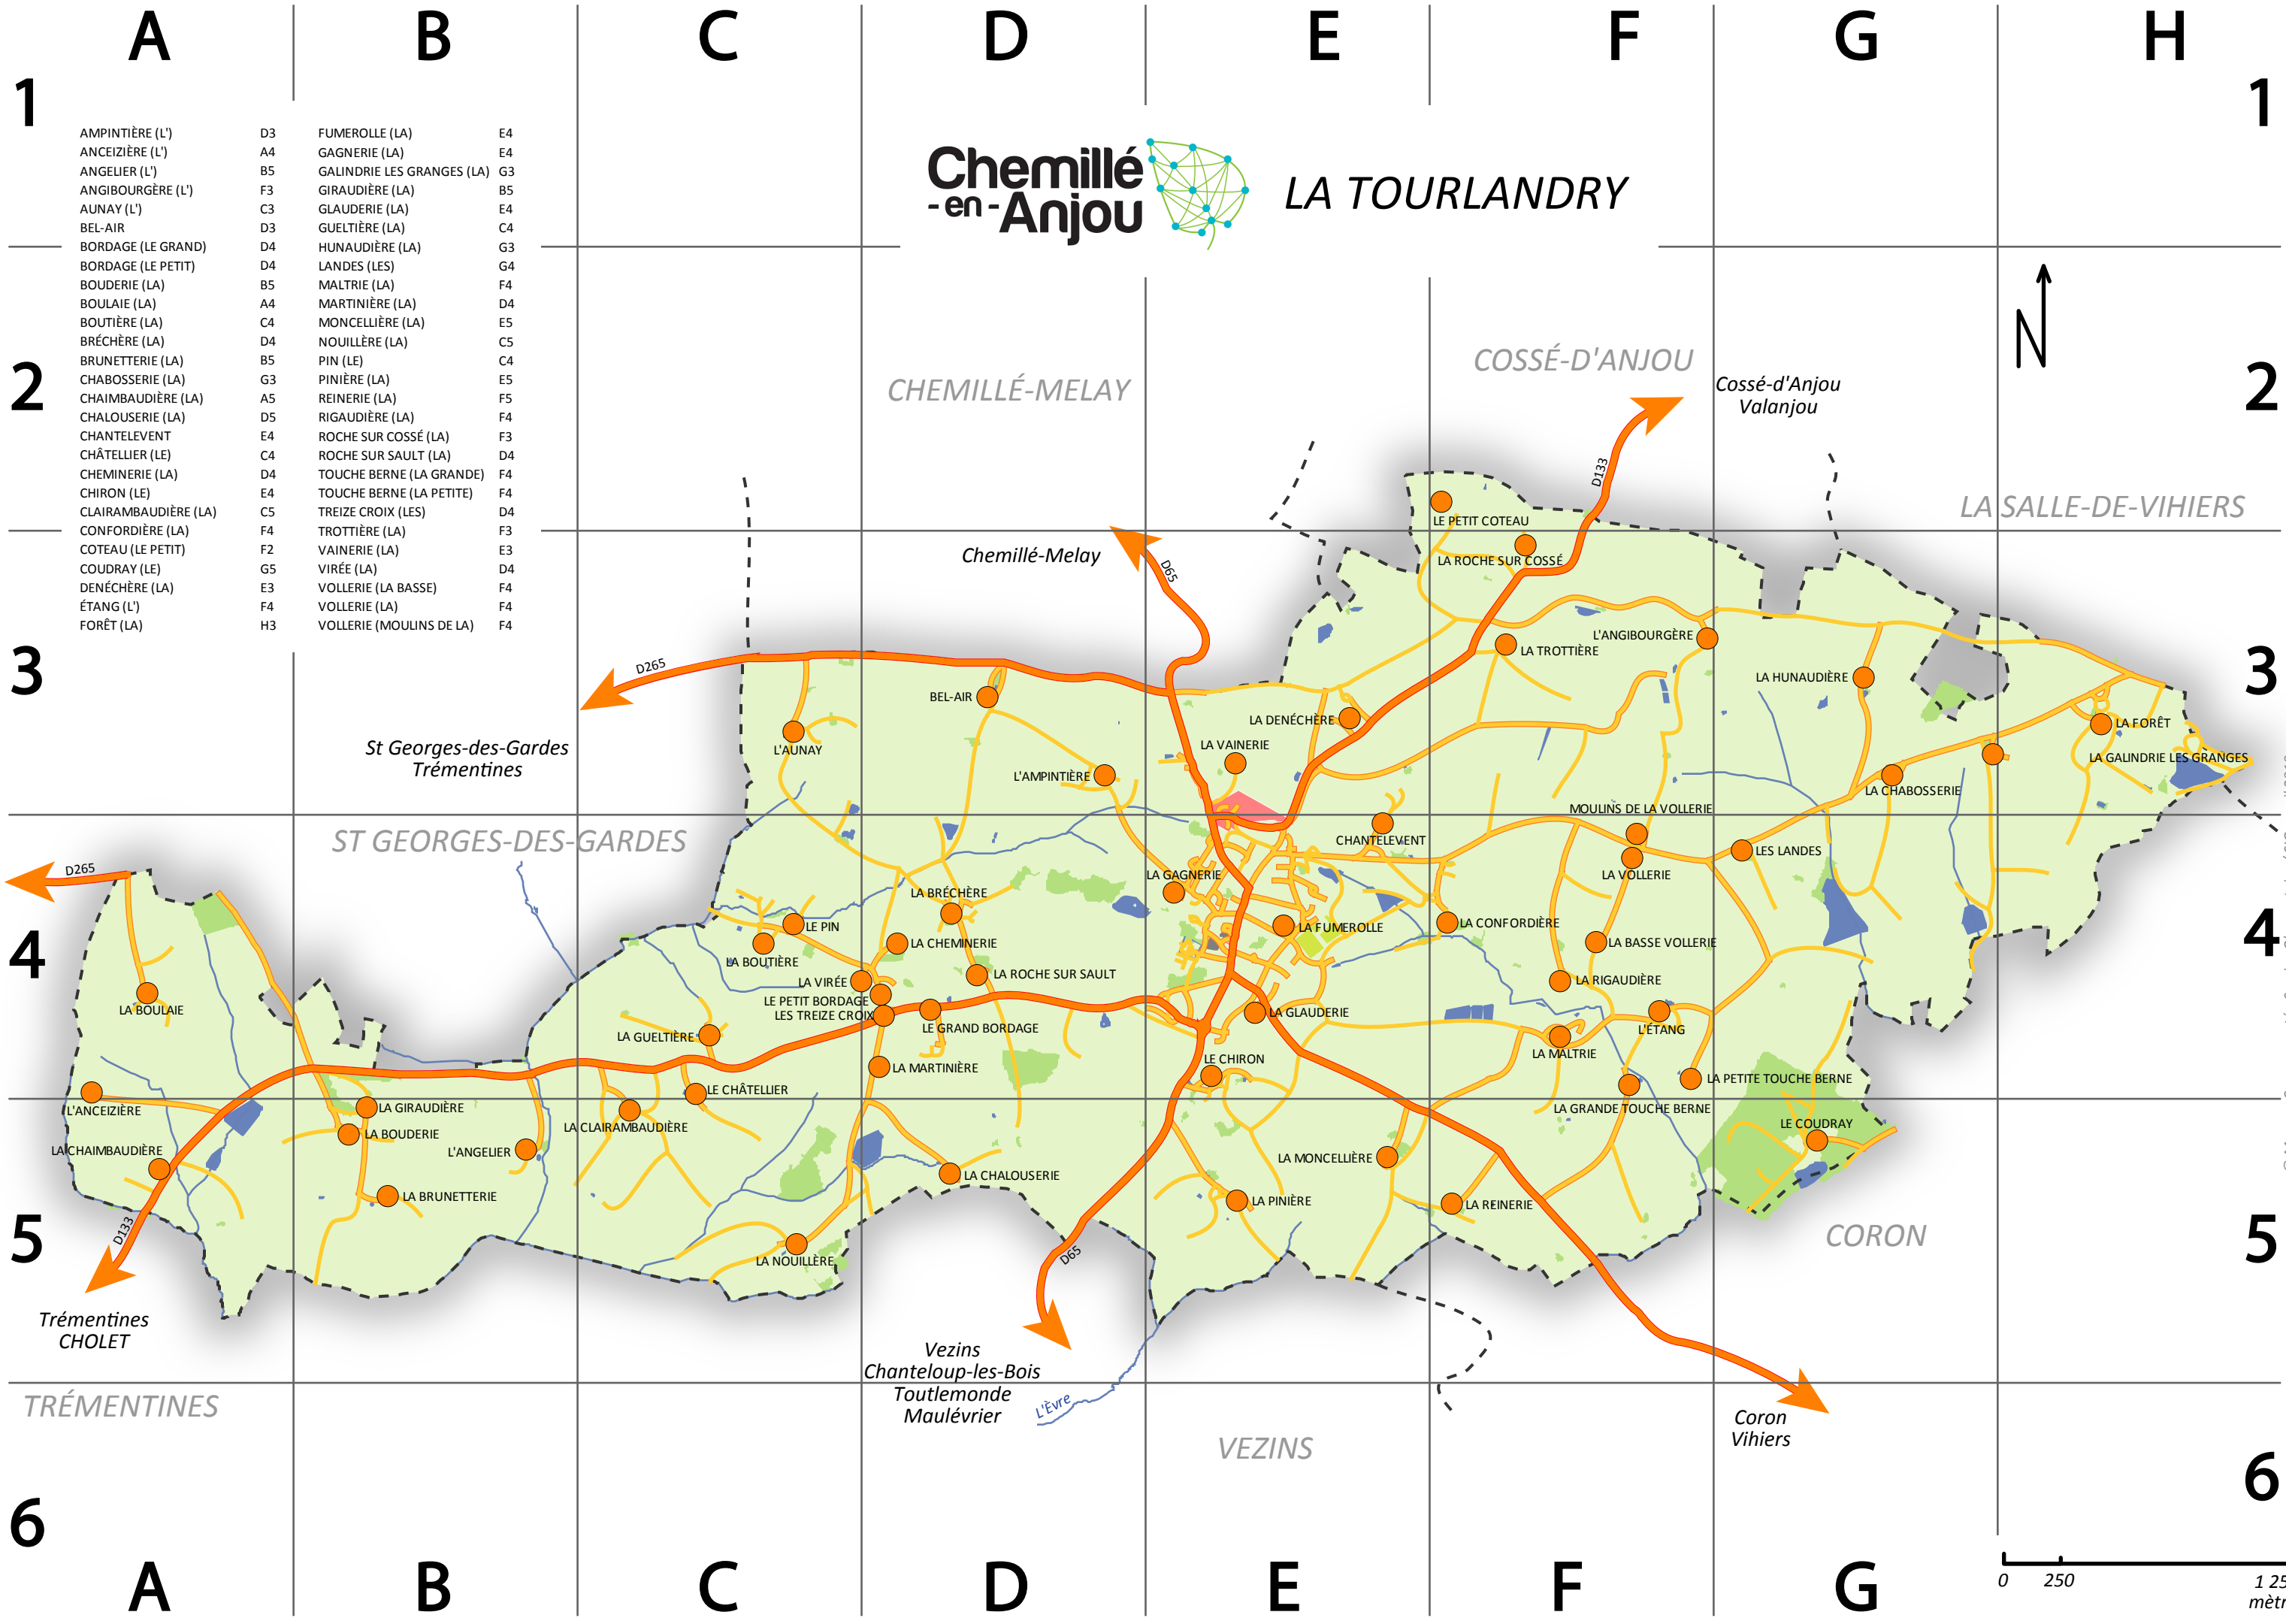 A B C D E F G H
1 1
AMPINTIÈRE (L') D3
ANCEIZIÈRE (L') A4
ANGELIER (L') B5
ANGIBOURGÈRE (L') F3
AUNAY (L') C3
BEL-AIR D3
BORDAGE (LE GRAND) D4
BORDAGE (LE PETIT) D4
BOUDERIE (LA) B5
BOULAIE (LA) A4
BOUTIÈRE (LA) C4
BRÉCHÈRE (LA) D4
BRUNETTERIE (LA) B5
CHABOSSERIE (LA) G3
CHAIMBAUDIÈRE (LA) A5
CHALOUSERIE (LA) D5
CHANTELEVENT E4
CHÂTELLIER (LE) C4
CHEMINERIE (LA) D4
CHIRON (LE) E4
CLAIRAMBAUDIÈRE (LA) C5
CONFORDIÈRE (LA) F4
COTEAU (LE PETIT) F2
COUDRAY (LE) G5
DENÉCHÈRE (LA) E3
ÉTANG (L') F4
FORÊT (LA) H3
FUMEROLLE (LA) E4
GAGNERIE (LA) E4
GALINDRIE LES GRANGES (LA) G3
GIRAUDIÈRE (LA) B5
GLAUDERIE (LA) E4
GUELTIÈRE (LA) C4
HUNAUDIÈRE (LA) G3
LANDES (LES) G4
MALTRIE (LA) F4
MARTINIÈRE (LA) D4
MONCELLIÈRE (LA) E5
NOUILLÈRE (LA) C5
PIN (LE) C4
PINIÈRE (LA) E5
REINERIE (LA) F5
RIGAUDIÈRE (LA) F4
ROCHE SUR COSSÉ (LA) F3
ROCHE SUR SAULT (LA) D4
TOUCHE BERNE (LA GRANDE) F4
TOUCHE BERNE (LA PETITE) F4
TREIZE CROIX (LES) D4
TROTTIÈRE (LA) F3
VAINERIE (LA) E3
VIRÉE (LA) D4
VOLLERIE (LA BASSE) F4
VOLLERIE (LA) F4
VOLLERIE (MOULINS DE LA) F4
Chemillé
-en-Anjou
LA TOURLANDRY
N
2 2
CHEMILLÉ-MELAY
COSSÉ-D'ANJOU
Cossé-d'Anjou
Valanjou
D133
LA SALLE-DE-VIHIERS
LE PETIT COTEAU
Chemillé-Melay
D65
LA ROCHE SUR COSSÉ
3 3
L'ANGIBOURGÈRE
LA TROTTIÈRE
D265
LA HUNAUDIÈRE
BEL-AIR
LA DENÉCHÈRE
LA FORÊT
St Georges-des-Gardes
Trémentines
L'AUNAY
LA VAINERIE
LA GALINDRIE LES GRANGES
L'AMPINTIÈRE
LA CHABOSSERIE
MOULINS DE LA VOLLERIE
ST GEORGES-DES-GARDES
CHANTELEVENT
LES LANDES
D265
LA VOLLERIE
LA GAGNERIE
LA BRÉCHÈRE
LE PIN
LA FUMEROLLE
LA CONFORDIÈRE
4 4
LA CHEMINERIE
LA BASSE VOLLERIE
LA BOUTIÈRE
LA ROCHE SUR SAULT
LA VIRÉE
LA RIGAUDIÈRE
LE PETIT BORDAGE
LA BOULAIE
LES TREIZE CROIX
LA GLAUDERIE
LE GRAND BORDAGE
L'ÉTANG
LA GUELTIÈRE
LA MALTRIE
LE CHIRON
LA MARTINIÈRE
LA PETITE TOUCHE BERNE
LE CHÂTELLIER
L'ANCEIZIÈRE
LA GIRAUDIÈRE
LA GRANDE TOUCHE BERNE
LA CLAIRAMBAUDIÈRE
LE COUDRAY
LA BOUDERIE
LA CHAIMBAUDIÈRE
L'ANGELIER
LA MONCELLIÈRE
LA CHALOUSERIE
LA BRUNETTERIE
LA PINIÈRE
LA REINERIE
5 5
D133
CORON
D65
LA NOUILLÈRE
Trémentines
CHOLET
Vezins
Chanteloup-les-Bois
Toutlemonde
Maulévrier
L'Èvre
TRÉMENTINES
Coron
Vihiers
VEZINS
6 6
A B C D E F G
0 250 1 25
mètr